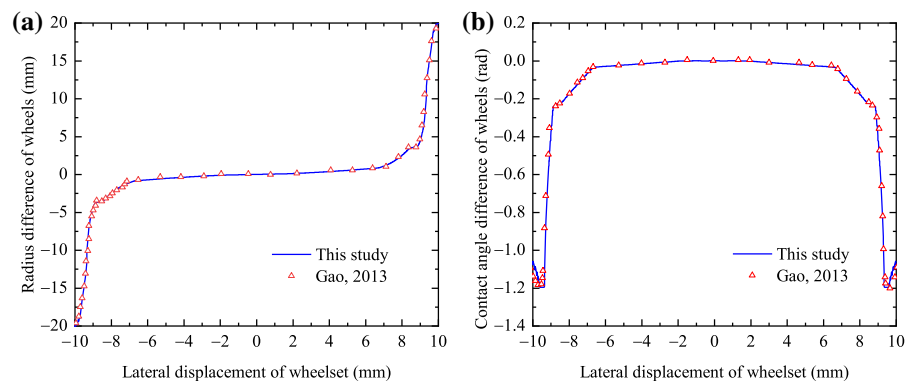 (a)
Radius difference of wheels (mm)
20
15
10
5
0
−5
−10
−15
−20
This study
Gao, 2013
−10 −8 −6 −4 −2 0 2 4 6 8 10
Lateral displacement of wheelset (mm)
(b)
Contact angle difference of wheels (rad)
0.2
0.0
−0.2
−0.4
−0.6
−0.8
−1.0
−1.2
−1.4
This study
Gao, 2013
−10 −8 −6 −4 −2 0 2 4 6 8 10
Lateral displacement of wheelset (mm)